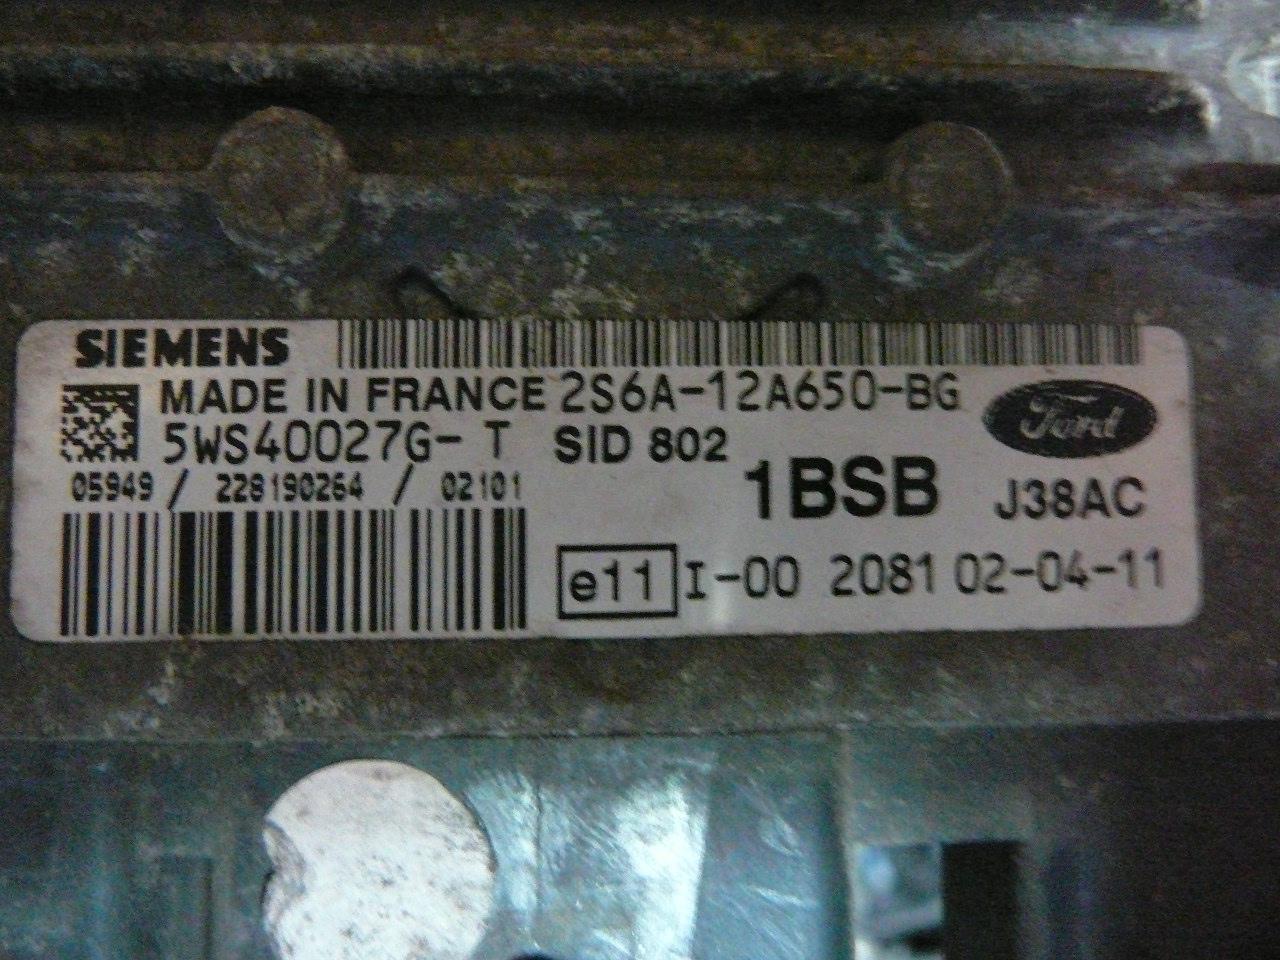 SIEMENS
MADE IN FRANCE 2S6A-12A650-BG
Ford
5WS40027G- T SID 802
05949 / 228190264 / 02101
1BSB J38AC
e11 I-00 2081 02-04-11